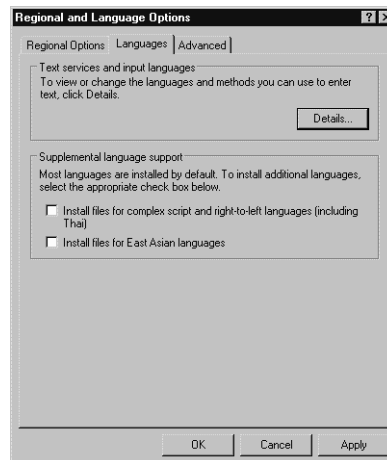 Regional and Language Options
Regional Options Languages Advanced
Text services and input languages
To view or change the languages and methods you can use to enter
text, click Details.
Details...
Supplemental language support
Most languages are installed by default. To install additional languages,
select the appropriate check box below.
Install files for complex script and right-to-left languages (including
Thai)
Install files for East Asian languages
OK Cancel Apply